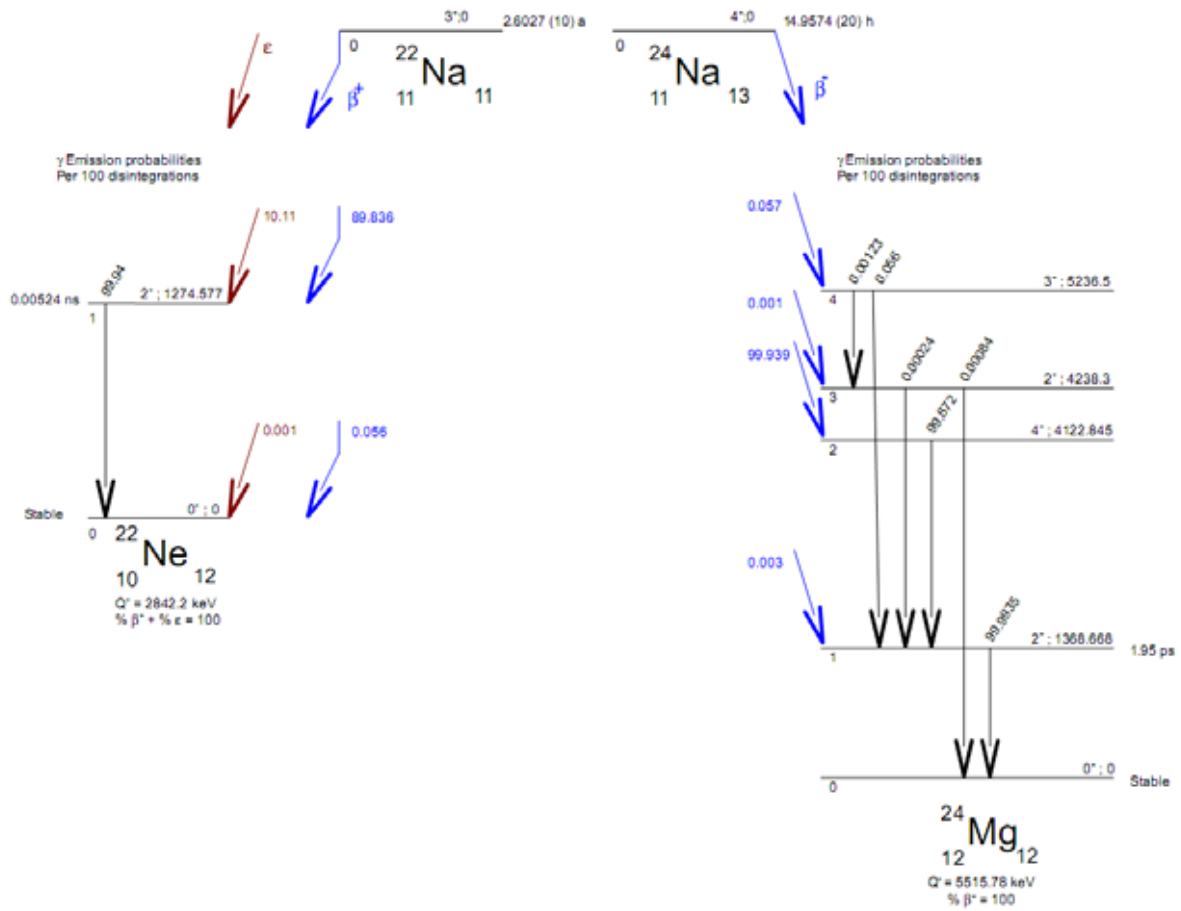 3⁺;0
2.6027 (10) a
0
22
Na
11
11
ε
β⁺
γ Emission probabilities
Per 100 disintegrations
10.11
89.836
99.94
0.00524 ns
2⁺ ; 1274.577
1
0.001
0.056
Stable
0⁺ ; 0
0
22
Ne
10
12
Q⁺ = 2842.2 keV
% β⁺ + % ε = 100
4⁺;0
14.9574 (20) h
0
24
Na
11
13
β⁻
γ Emission probabilities
Per 100 disintegrations
0.057
0.00123
0.056
3⁺ ; 5236.5
4
0.001
0.00024
0.00084
2⁺ ; 4238.3
3
99.939
99.872
4⁺ ; 4122.845
2
0.003
99.9935
2⁺ ; 1368.668
1
1.95 ps
0⁺ ; 0
0
Stable
24
Mg
12
12
Q⁻ = 5515.78 keV
% β⁻ = 100